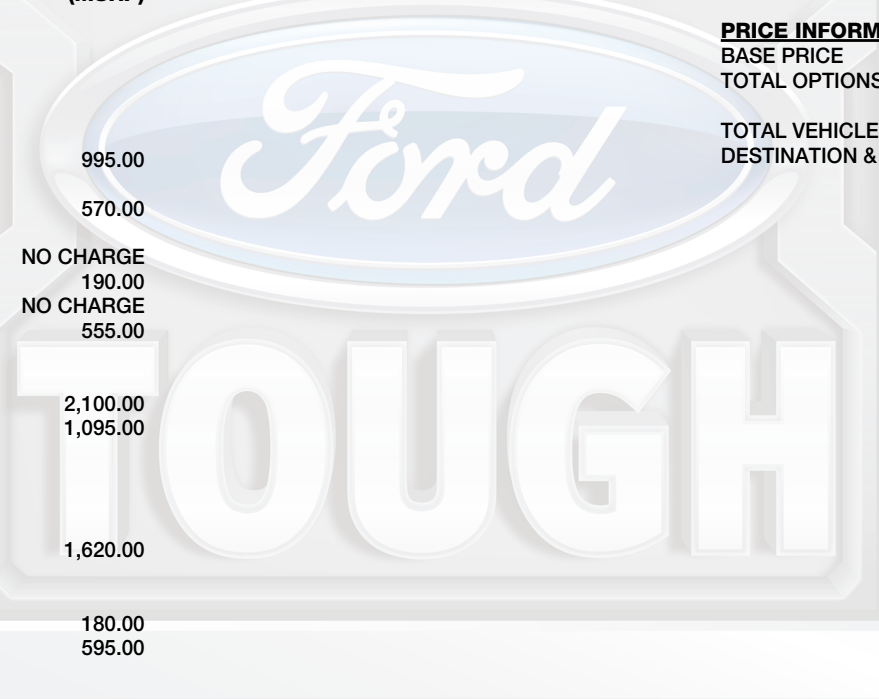 PRICE INFORM
BASE PRICE
TOTAL OPTIONS
TOTAL VEHICLE
DESTINATION &
995.00
570.00
NO CHARGE
190.00
NO CHARGE
555.00
2,100.00
1,095.00
1,620.00
180.00
595.00
Ford
TOUGH